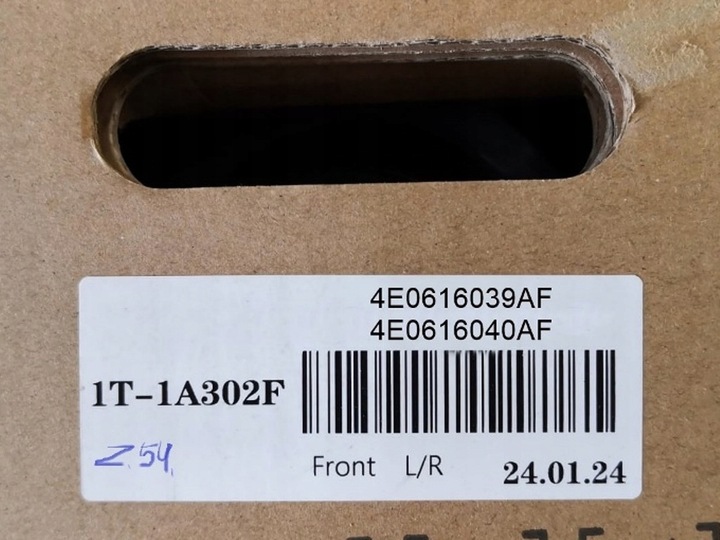 4E0616039AF
4E0616040AF
1T-1A302F
Z.54.
Front L/R
24.01.24